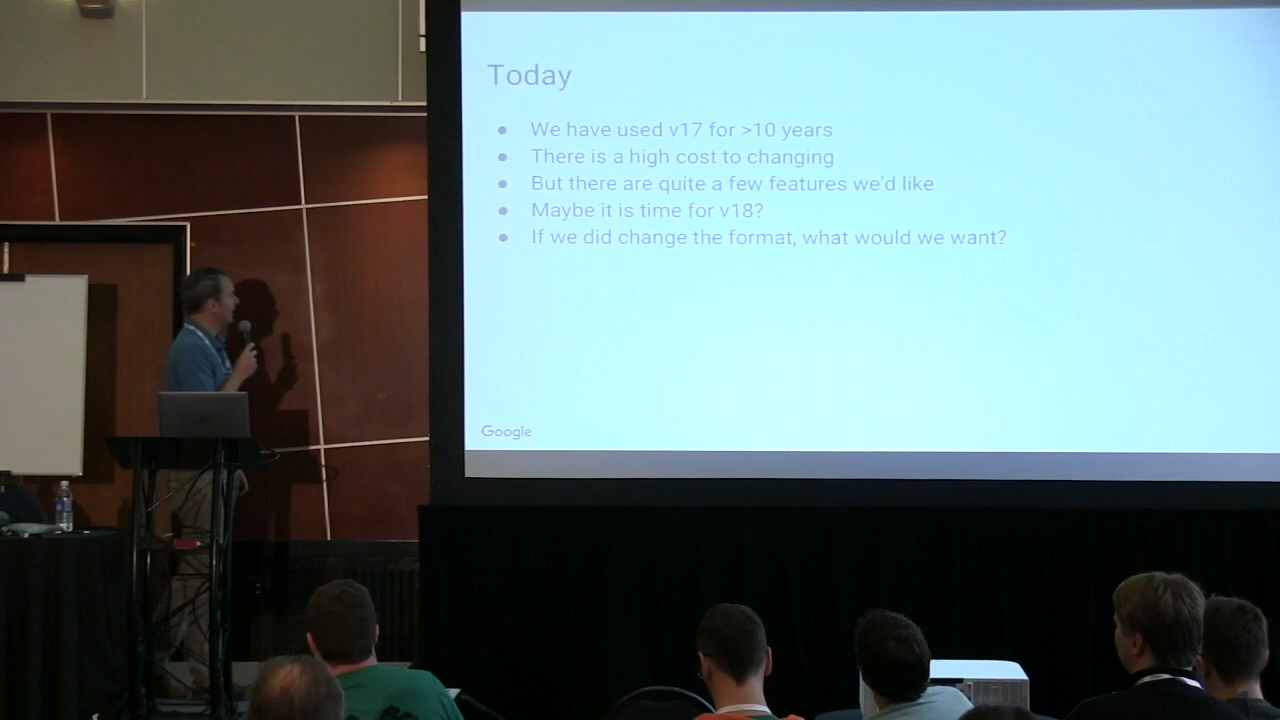 Today
● We have used v17 for >10 years
● There is a high cost to changing
● But there are quite a few features we'd like
● Maybe it is time for v18?
● If we did change the format, what would we want?
Google